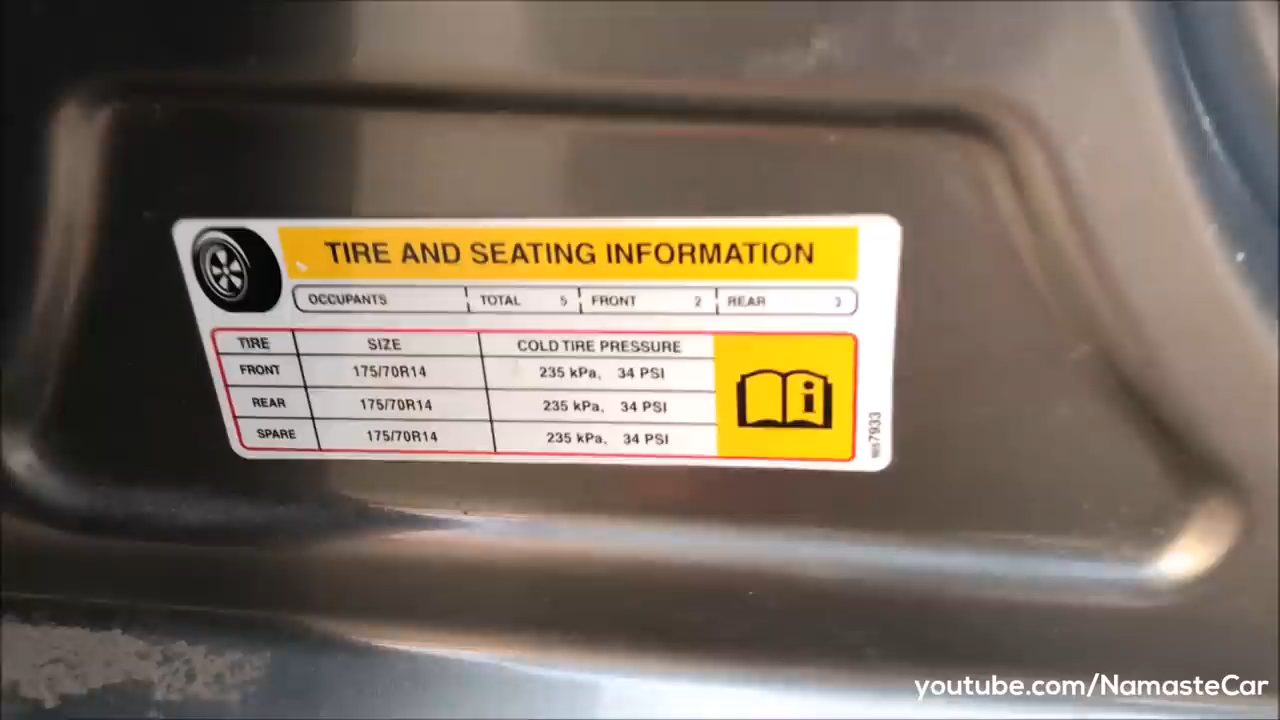 TIRE AND SEATING INFORMATION
OCCUPANTS TOTAL 5 FRONT 2 REAR 3
TIRE SIZE COLD TIRE PRESSURE
FRONT 175/70R14 235 kPa, 34 PSI
REAR 175/70R14 235 kPa, 34 PSI
SPARE 175/70R14 235 kPa, 34 PSI
7933
youtube.com/NamasteCar